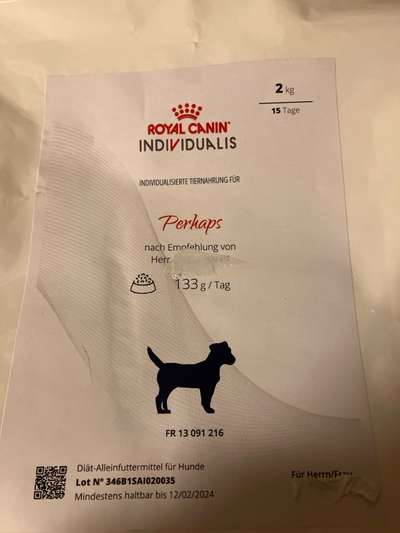 2 kg
15 Tage
ROYAL CANIN®
INDIVIDUALIS
INDIVIDUALISIERTE TIERNAHRUNG FÜR
Perhaps
nach Empfehlung von
Herr
133 g / Tag
FR 13 091 216
Diät-Alleinfuttermittel für Hunde
Lot N° 346B1SAI020035
Mindestens haltbar bis 12/02/2024
Für Herrn/Frau